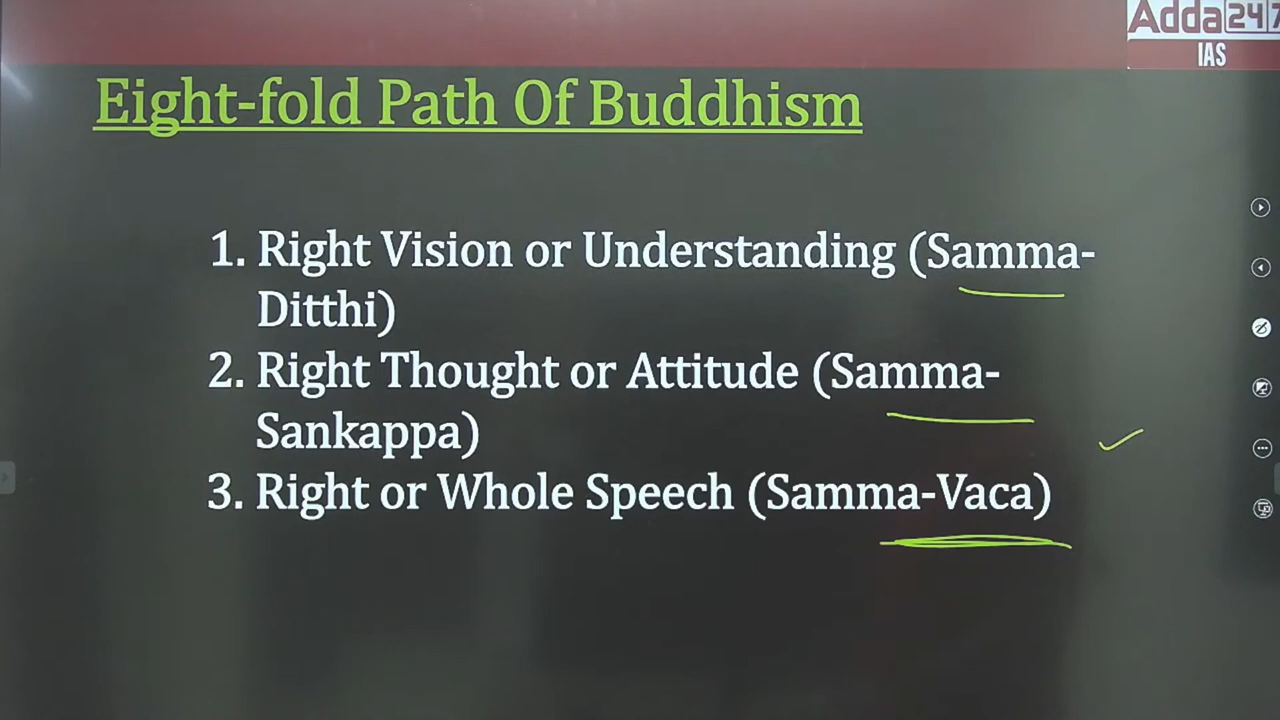 Adda247
IAS
Eight-fold Path Of Buddhism
1. Right Vision or Understanding (Samma-
Ditthi)
2. Right Thought or Attitude (Samma-
Sankappa)
3. Right or Whole Speech (Samma-Vaca)